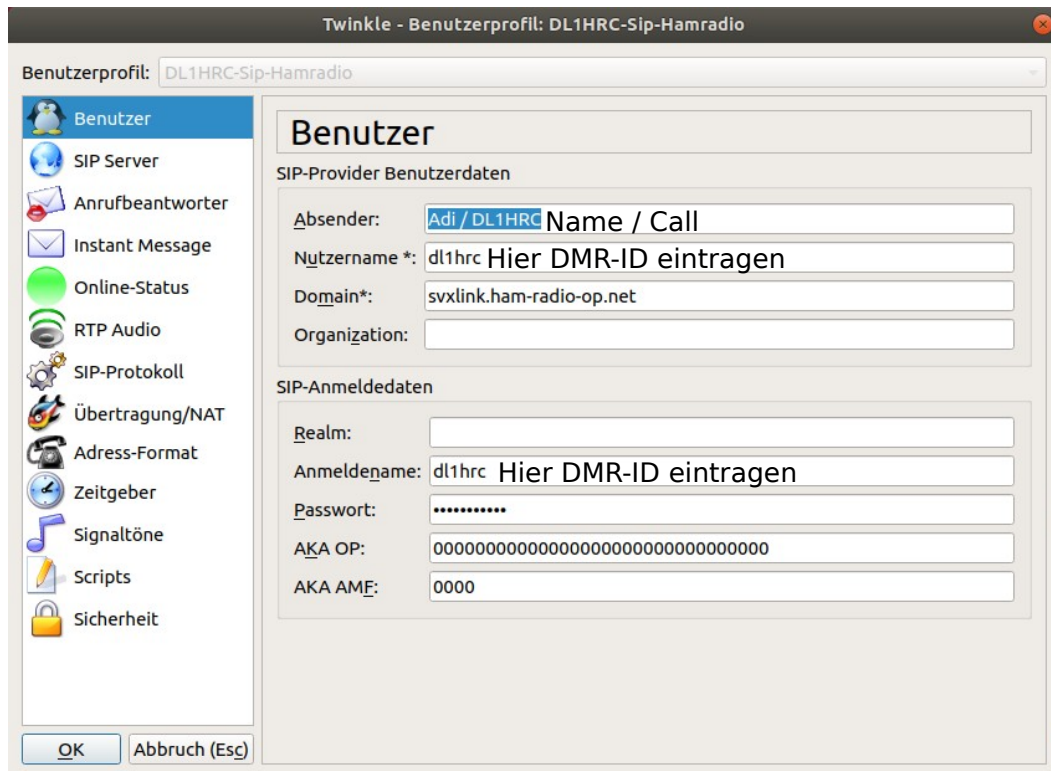 Twinkle - Benutzerprofil: DL1HRC-Sip-Hamradio
Benutzerprofil: DL1HRC-Sip-Hamradio
Benutzer
SIP Server
Anrufbeantworter
Instant Message
Online-Status
RTP Audio
SIP-Protokoll
Übertragung/NAT
Adress-Format
Zeitgeber
Signaltöne
Scripts
Sicherheit
OK Abbruch (Esc)
Benutzer
SIP-Provider Benutzerdaten
Absender: Adi / DL1HRC Name / Call
Nutzername *: dl1hrc Hier DMR-ID eintragen
Domain*: svxlink.ham-radio-op.net
Organization:
SIP-Anmeldedaten
Realm:
Anmeldename: dl1hrc Hier DMR-ID eintragen
Passwort: •••••••••••
AKA OP: 00000000000000000000000000000000
AKA AMF: 0000